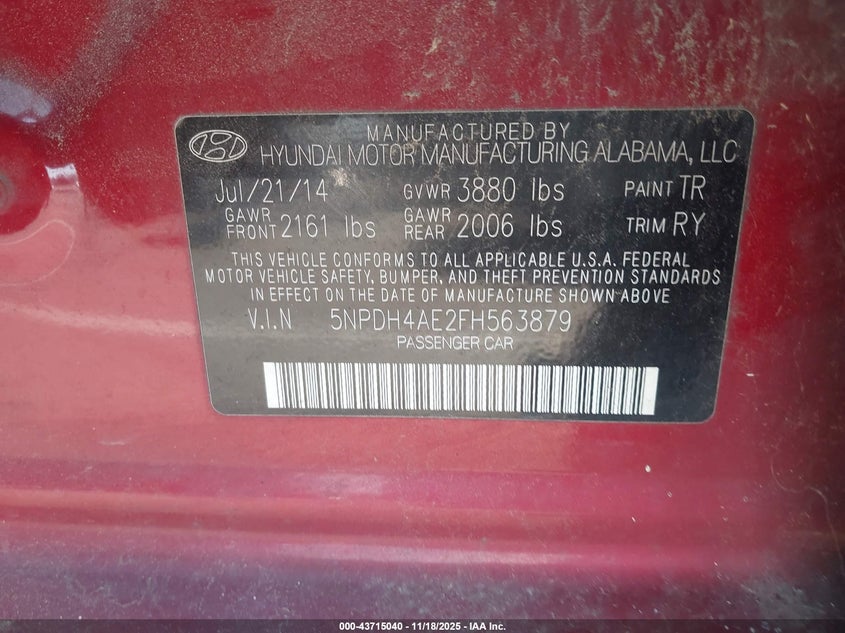 MANUFACTURED BY
HYUNDAI MOTOR MANUFACTURING ALABAMA, LLC
Jul/21/14 GVWR 3880 lbs PAINT TR
GAWR FRONT 2161 lbs GAWR REAR 2006 lbs TRIM RY
THIS VEHICLE CONFORMS TO ALL APPLICABLE U.S.A. FEDERAL
MOTOR VEHICLE SAFETY, BUMPER, AND THEFT PREVENTION STANDARDS
IN EFFECT ON THE DATE OF MANUFACTURE SHOWN ABOVE
V.I.N 5NPDH4AE2FH563879
PASSENGER CAR
000-43715040 - 11/18/2025 - IAA Inc.